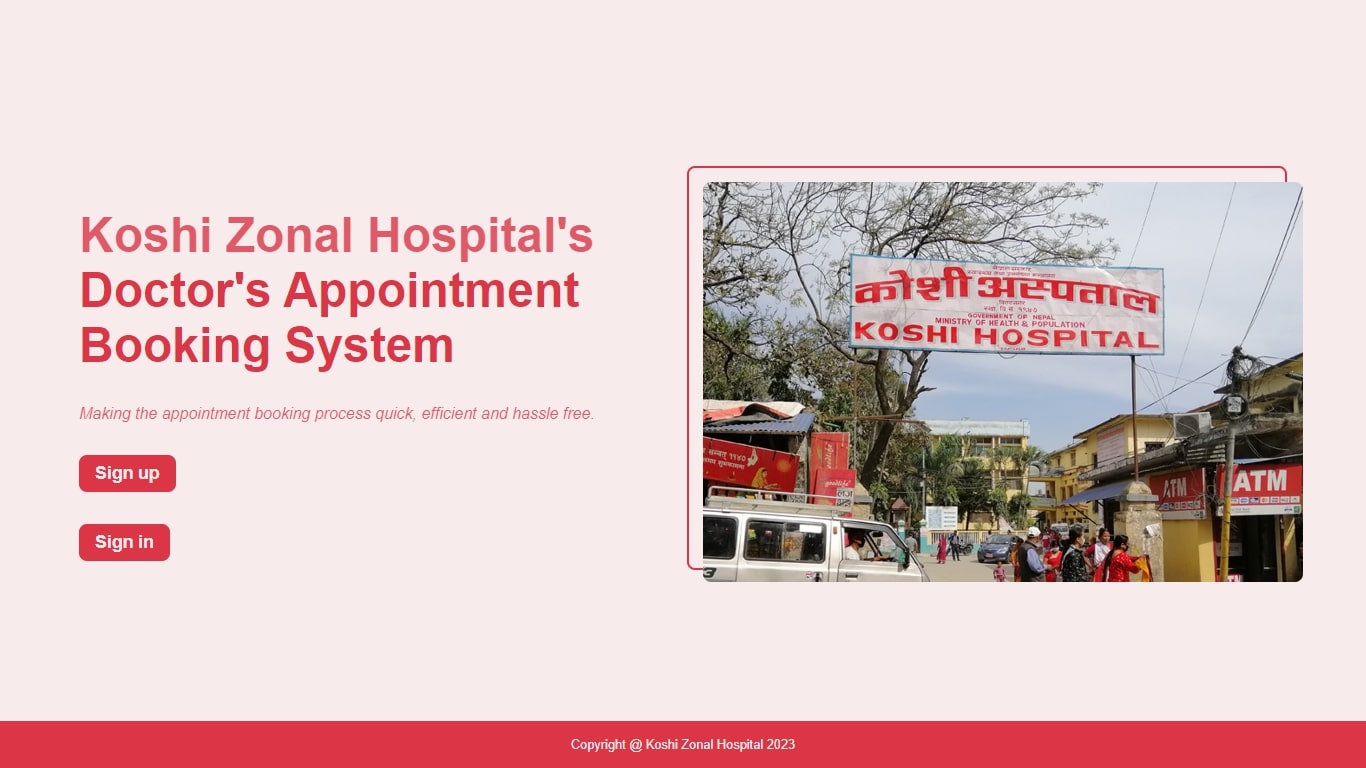 Koshi Zonal Hospital's
Doctor's Appointment
Booking System
Making the appointment booking process quick, efficient and hassle free.
Sign up
Sign in
कोशी अस्पताल
विराटनगर
GOVERNMENT OF NEPAL
MINISTRY OF HEALTH & POPULATION
KOSHI HOSPITAL
ATM
ATM
Copyright @ Koshi Zonal Hospital 2023